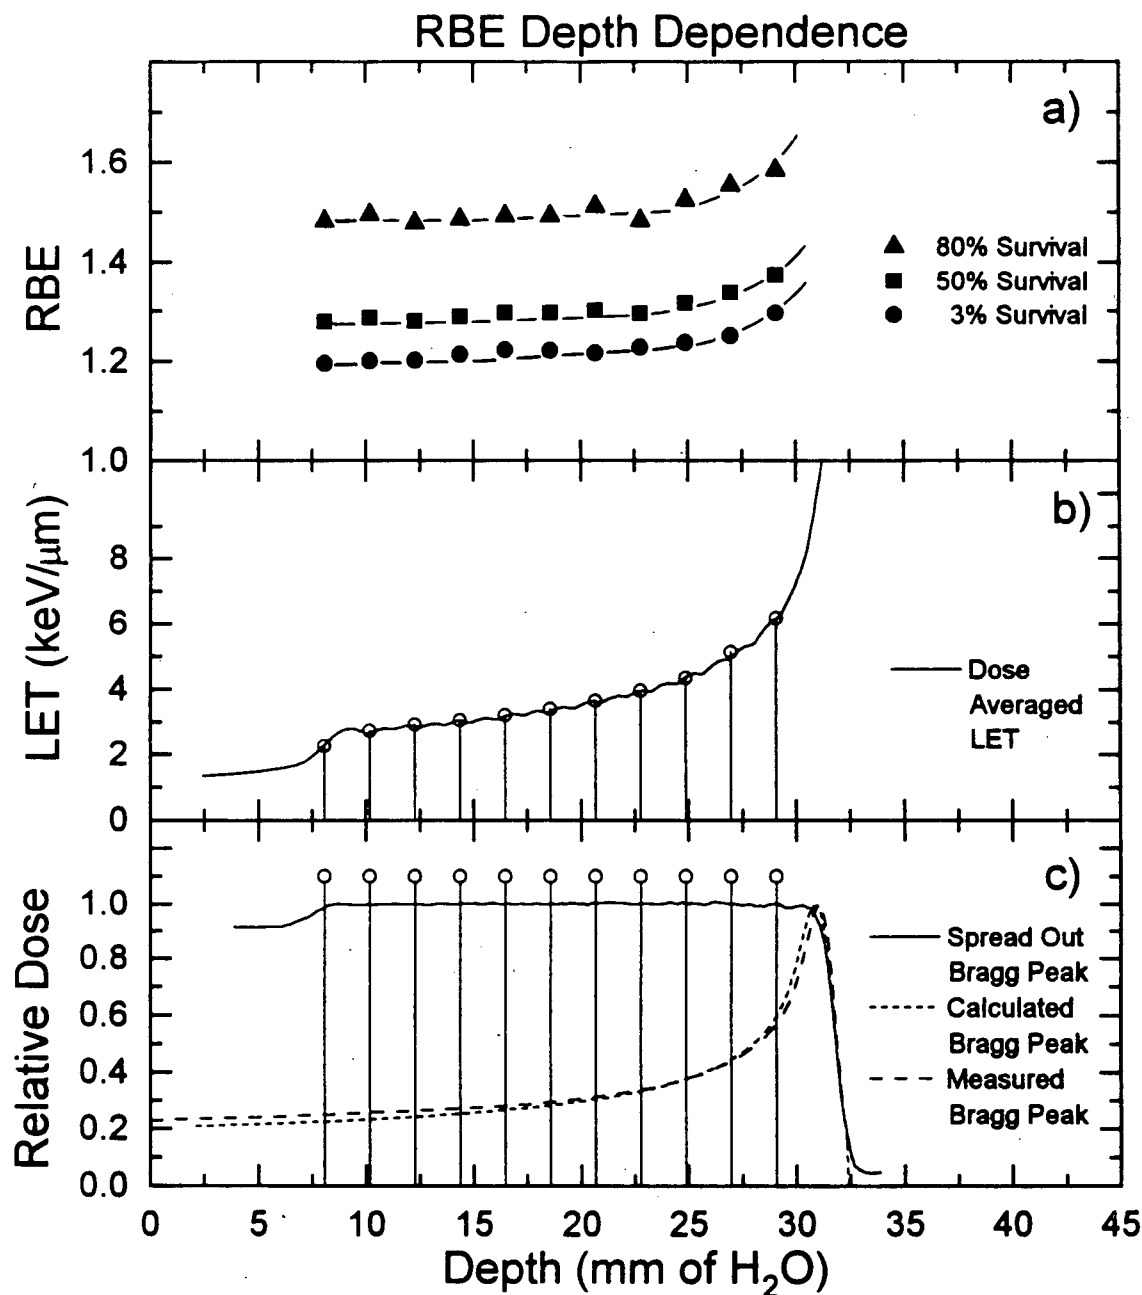 RBE Depth Dependence
a)
RBE
1.6
1.4
1.2
1.0
80% Survival
50% Survival
3% Survival
b)
LET (keV/μm)
8
6
4
2
0
Dose
Averaged
LET
c)
Relative Dose
1.0
0.8
0.6
0.4
0.2
0.0
Spread Out
Bragg Peak
Calculated
Bragg Peak
Measured
Bragg Peak
0 5 10 15 20 25 30 35 40 45
Depth (mm of H₂O)